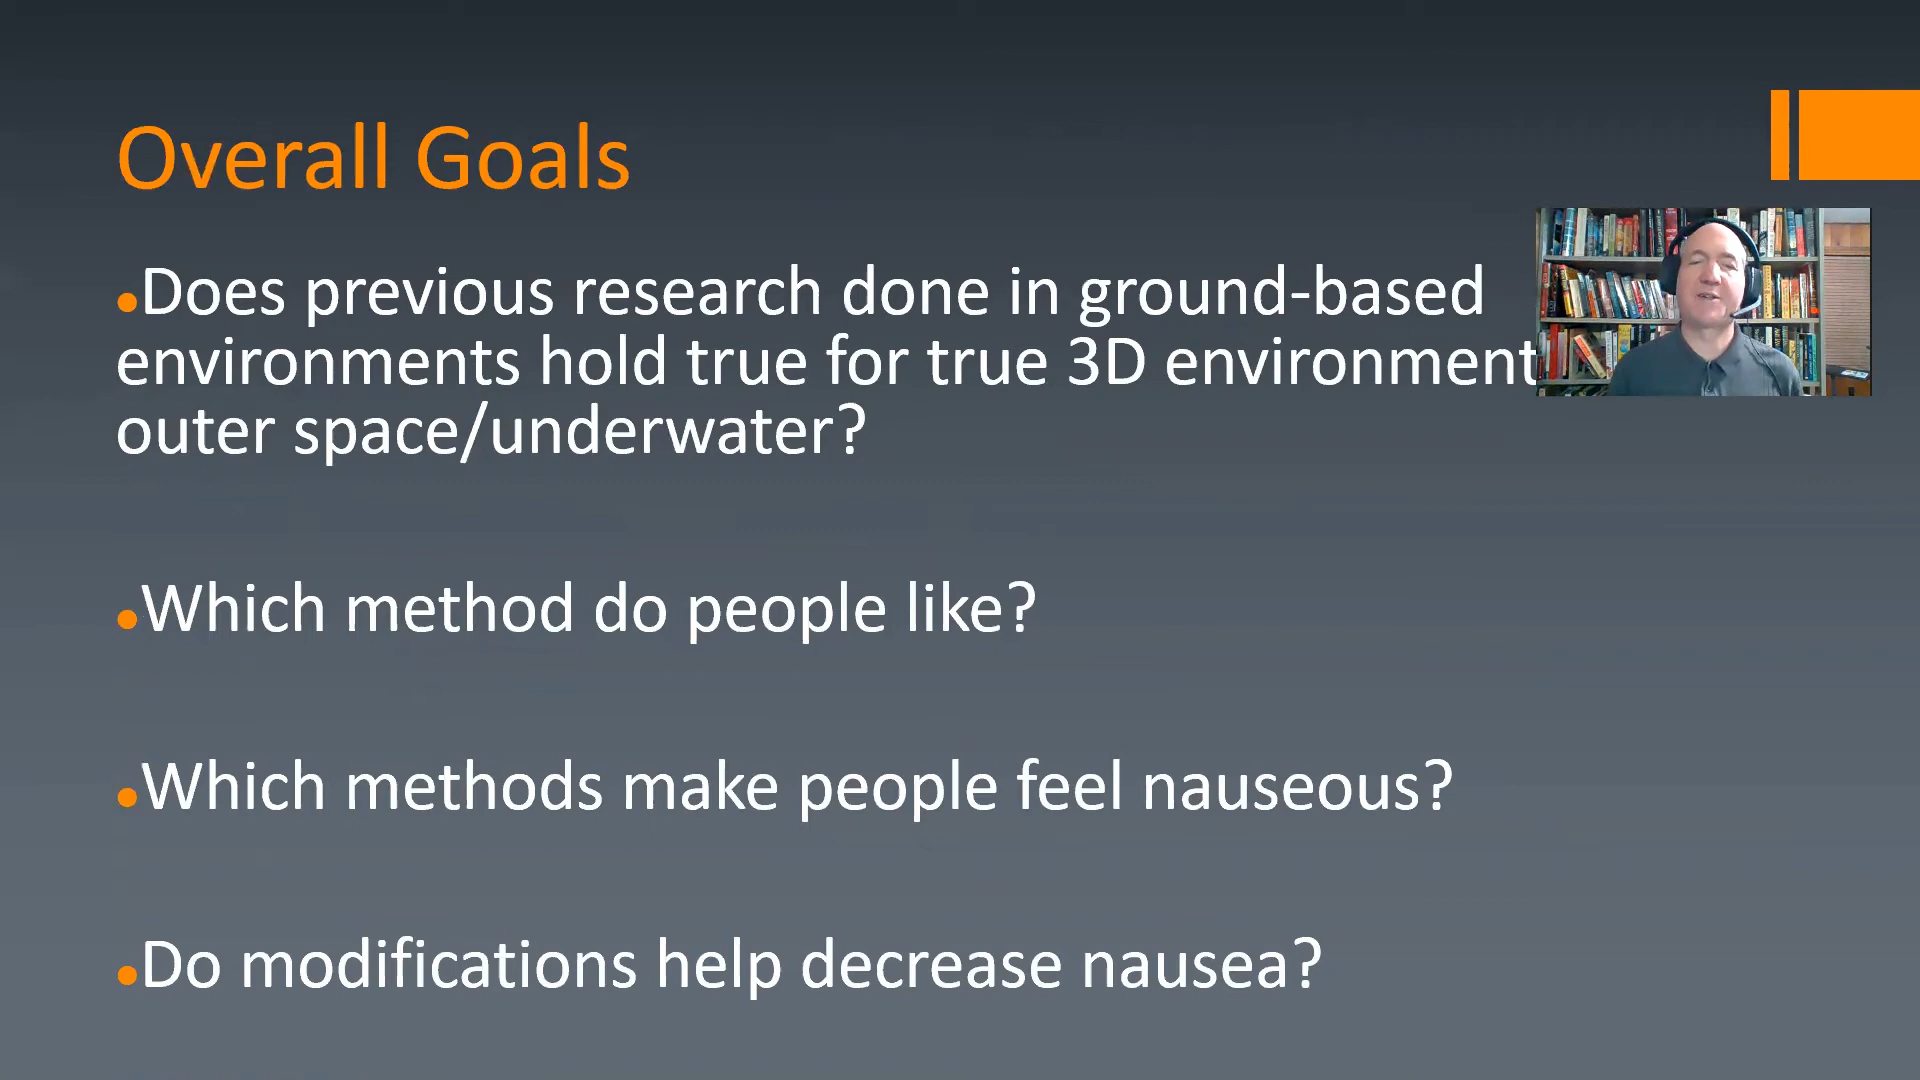 Overall Goals
•Does previous research done in ground-based
environments hold true for true 3D environment
outer space/underwater?
•Which method do people like?
•Which methods make people feel nauseous?
•Do modifications help decrease nausea?